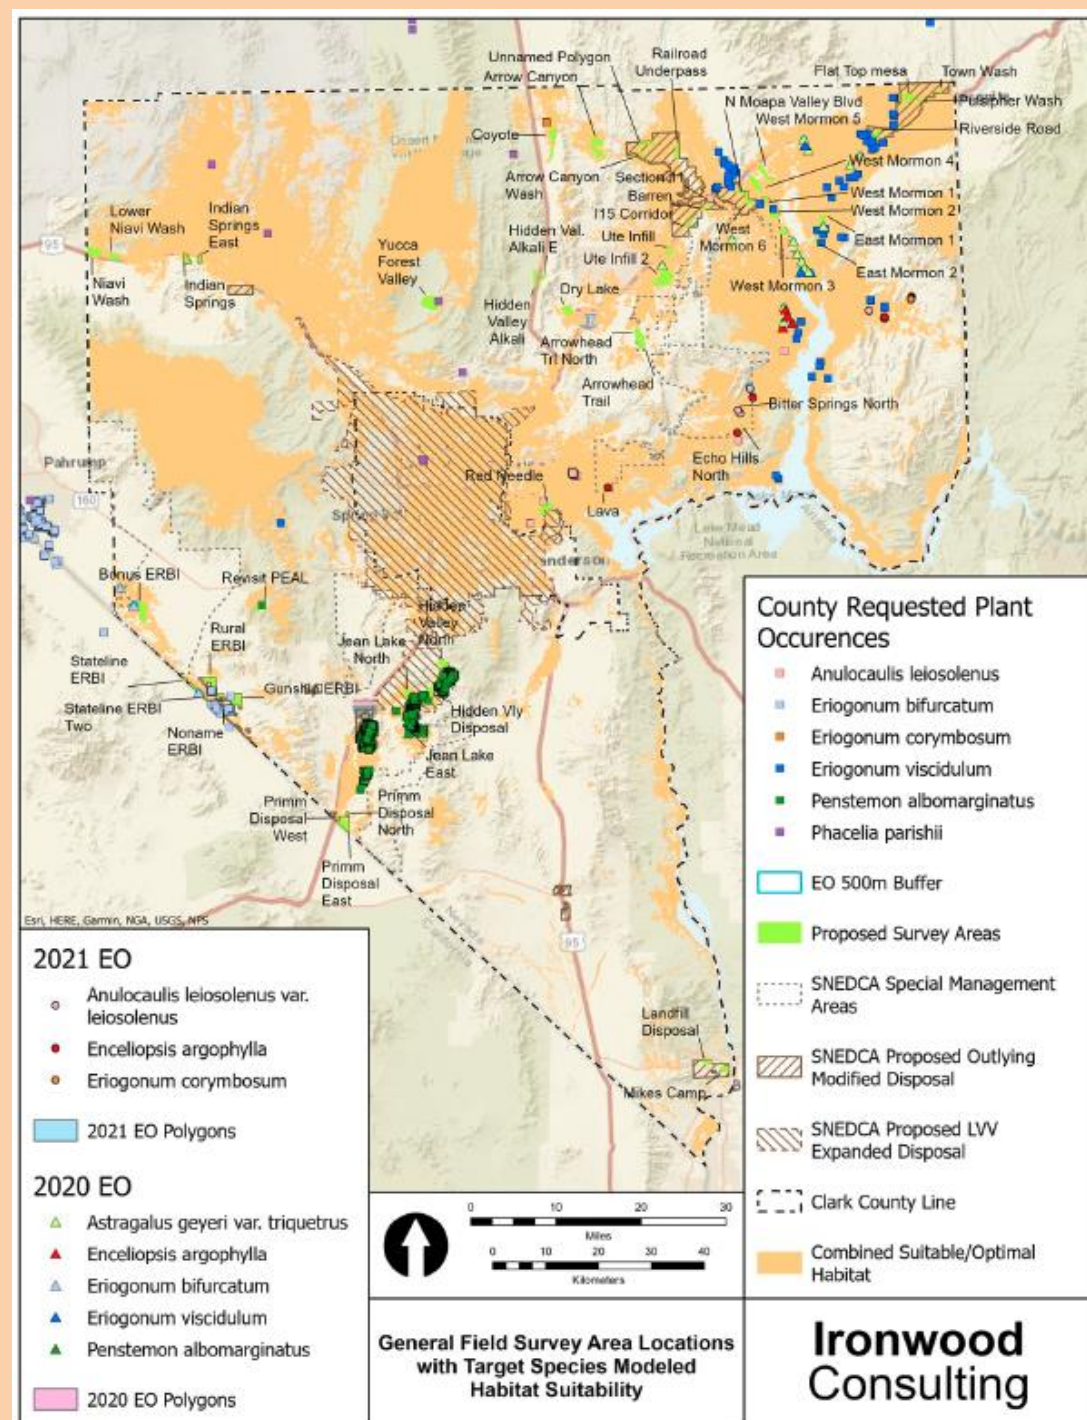 Unnamed Polygon
Arrow Canyon
Railroad
Underpass
Flat Top mesa
Town Wash
N Moapa Valley Blvd
West Mormon 5
Pulsipher Wash
Riverside Road
Coyote
Arrow Canyon
Wash
Section 11
Barren
I15 Corridor
West Mormon 4
West Mormon 1
West Mormon 2
Lower
Niavi Wash
Indian
Springs
East
Hidden Val.
Alkali E
Ute Infill
Ute Infill 2
West
Mormon 6
East Mormon 1
East Mormon 2
West Mormon 3
95
Yucca
Forest
Valley
Niavi
Wash
Indian
Springs
Dry Lake
Hidden
Valley
Alkali
Arrowhead
Trl North
Arrowhead
Trail
Bitter Springs North
Pahrump
160
Red Needle
Echo Hills
North
Lava
Lake Mead
National
Recreation Area
Bonus ERBI
Revisit PEAL
Rural
ERBI
Hidden
Valley
North
Jean Lake
North
Stateline
ERBI
Stateline ERBI
Two
Noname
ERBI
Hidden Vly
Disposal
Jean Lake
East
Primm
Disposal
West
Primm
Disposal
North
Primm
Disposal
East
95
Landfill
Disposal
Mikes Camp
Esri, HERE, Garmin, NGA, USGS, NPS
County Requested Plant
Occurences
Anulocaulis leiosolenus
Eriogonum bifurcatum
Eriogonum corymbosum
Eriogonum viscidulum
Penstemon albomarginatus
Phacelia parishii
EO 500m Buffer
Proposed Survey Areas
SNEDCA Special Management
Areas
SNEDCA Proposed Outlying
Modified Disposal
SNEDCA Proposed LVV
Expanded Disposal
Clark County Line
Combined Suitable/Optimal
Habitat
2021 EO
Anulocaulis leiosolenus var.
leiosolenus
Enceliopsis argophylla
Eriogonum corymbosum
2021 EO Polygons
2020 EO
Astragalus geyeri var. triquetrus
Enceliopsis argophylla
Eriogonum bifurcatum
Eriogonum viscidulum
Penstemon albomarginatus
2020 EO Polygons
0 10 20 30
Miles
0 10 20 30 40
Kilometers
General Field Survey Area Locations
with Target Species Modeled
Habitat Suitability
Ironwood
Consulting